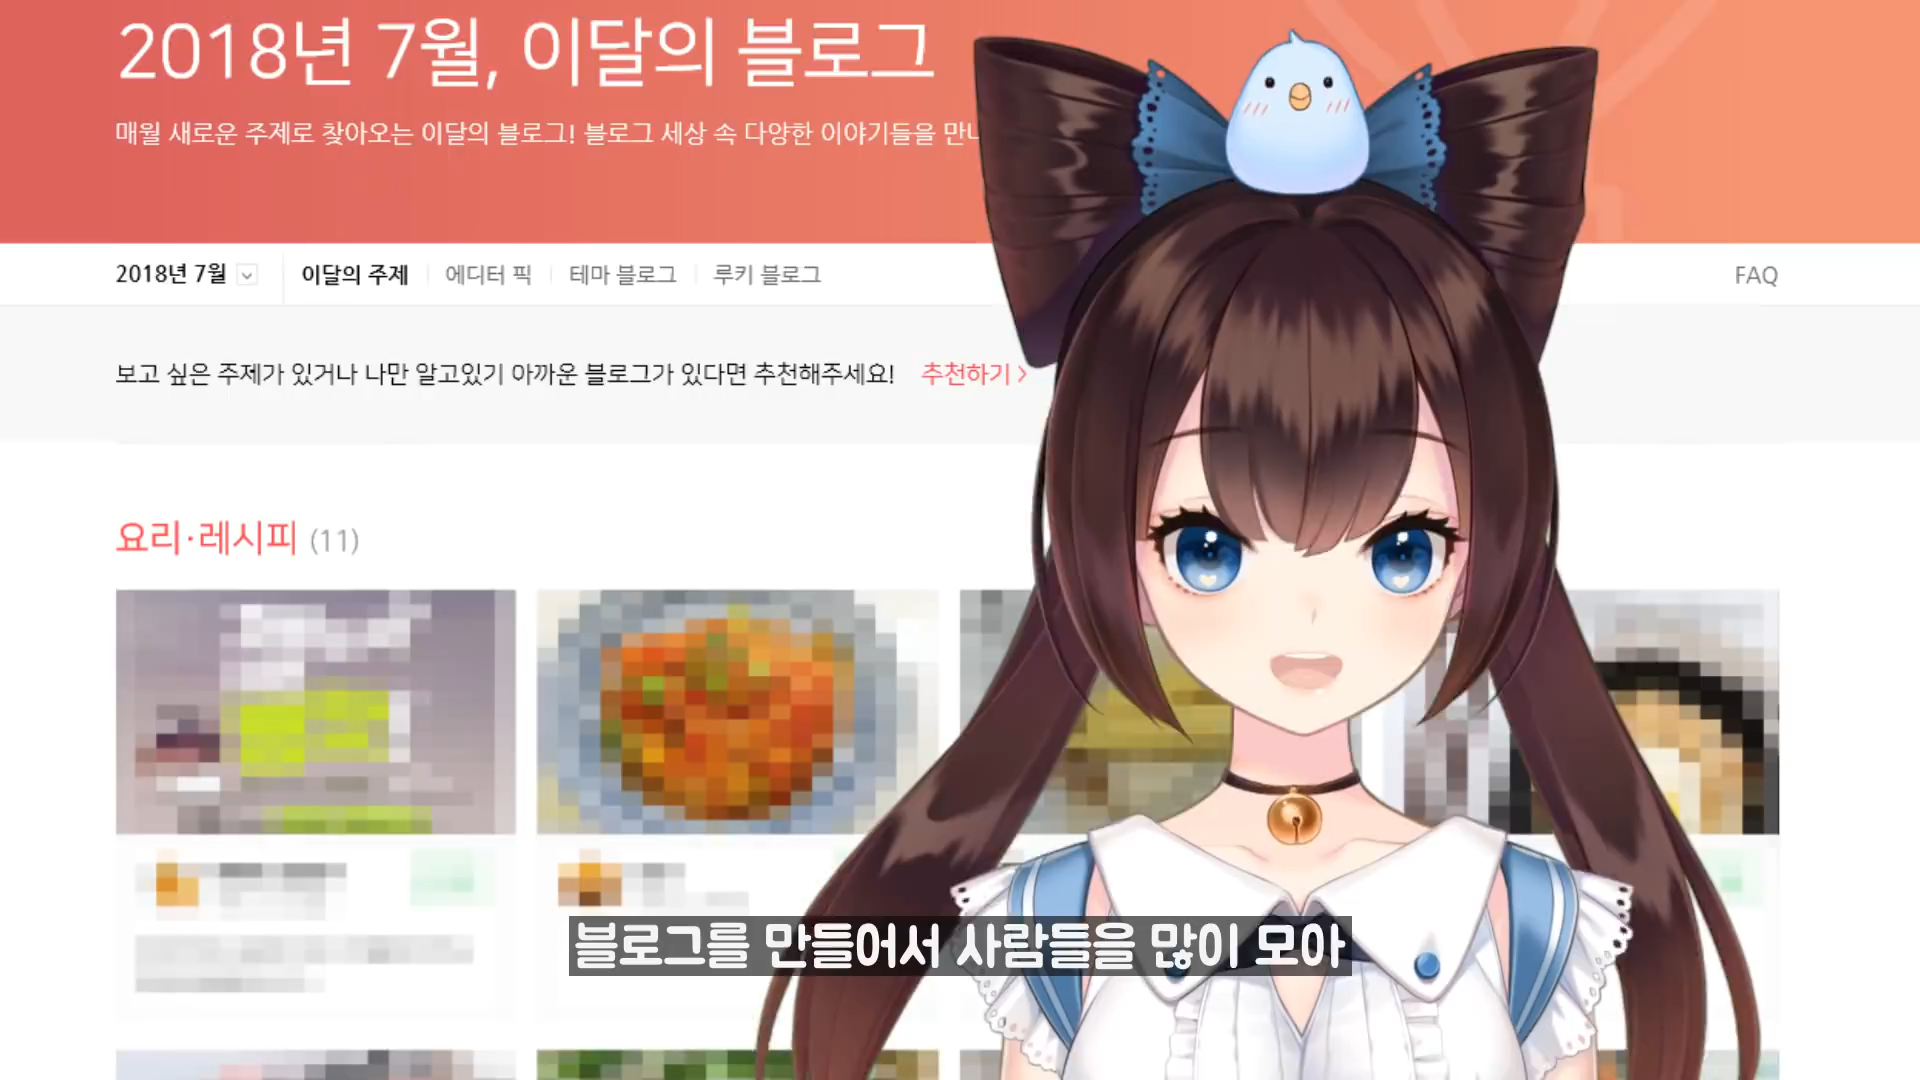 2018년 7월, 이달의 블로그
매월 새로운 주제로 찾아오는 이달의 블로그! 블로그 세상 속 다양한 이야기들을
2018년 7월 이달의 주제 에디터 픽 테마 블로그 루키 블로그 FAQ
보고 싶은 주제가 있거나 나만 알고있기 아까운 블로그가 있다면 추천해주세요! 추천하기 >
요리·레시피 (11)
블로그를 만들어서 사람들을 많이 모아